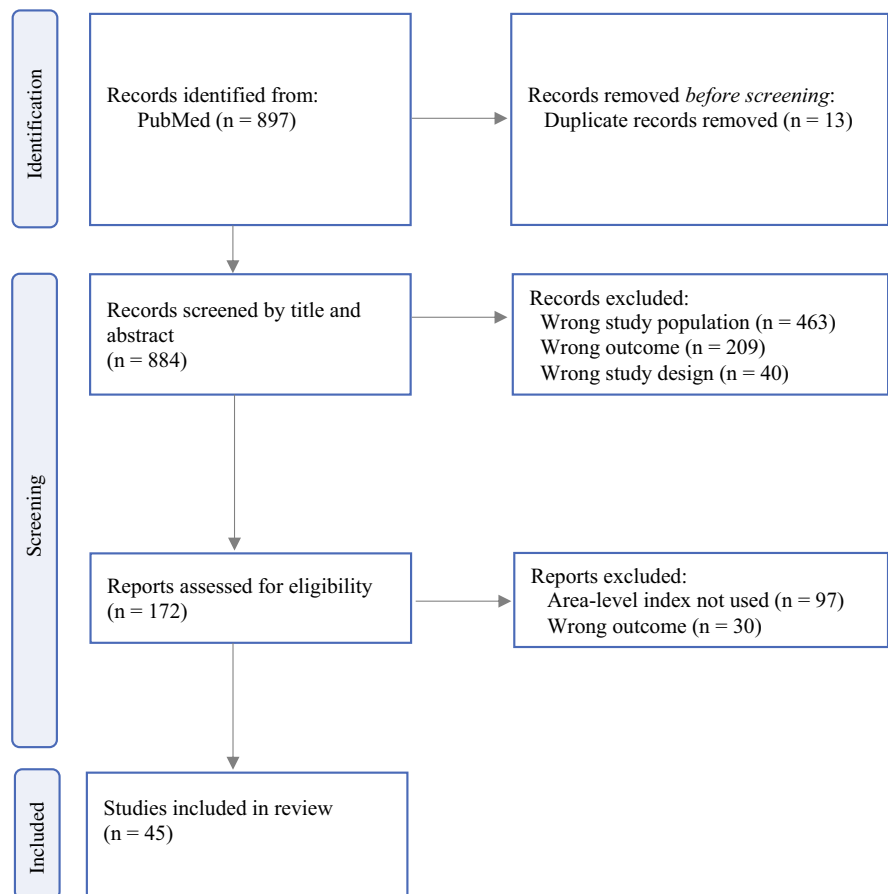 Identification
Records identified from:
PubMed (n = 897)
Records removed before screening:
Duplicate records removed (n = 13)
Screening
Records screened by title and
abstract
(n = 884)
Records excluded:
Wrong study population (n = 463)
Wrong outcome (n = 209)
Wrong study design (n = 40)
Reports assessed for eligibility
(n = 172)
Reports excluded:
Area-level index not used (n = 97)
Wrong outcome (n = 30)
Included
Studies included in review
(n = 45)